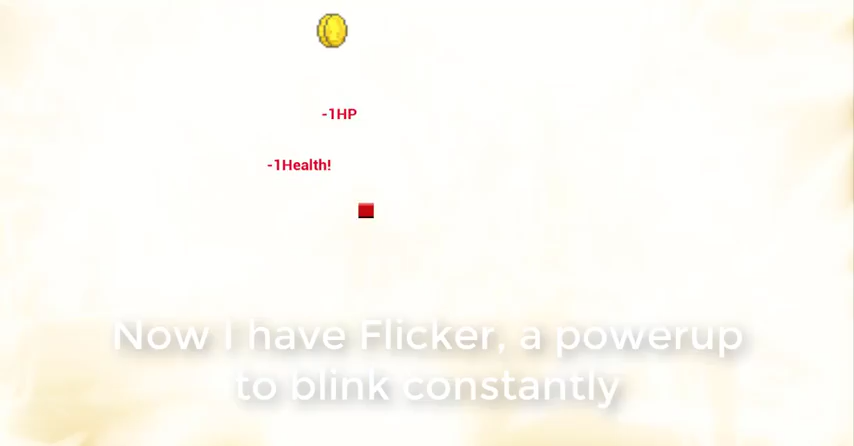 -1HP
-1Health!
Now I have Flicker, a powerup
to blink constantly